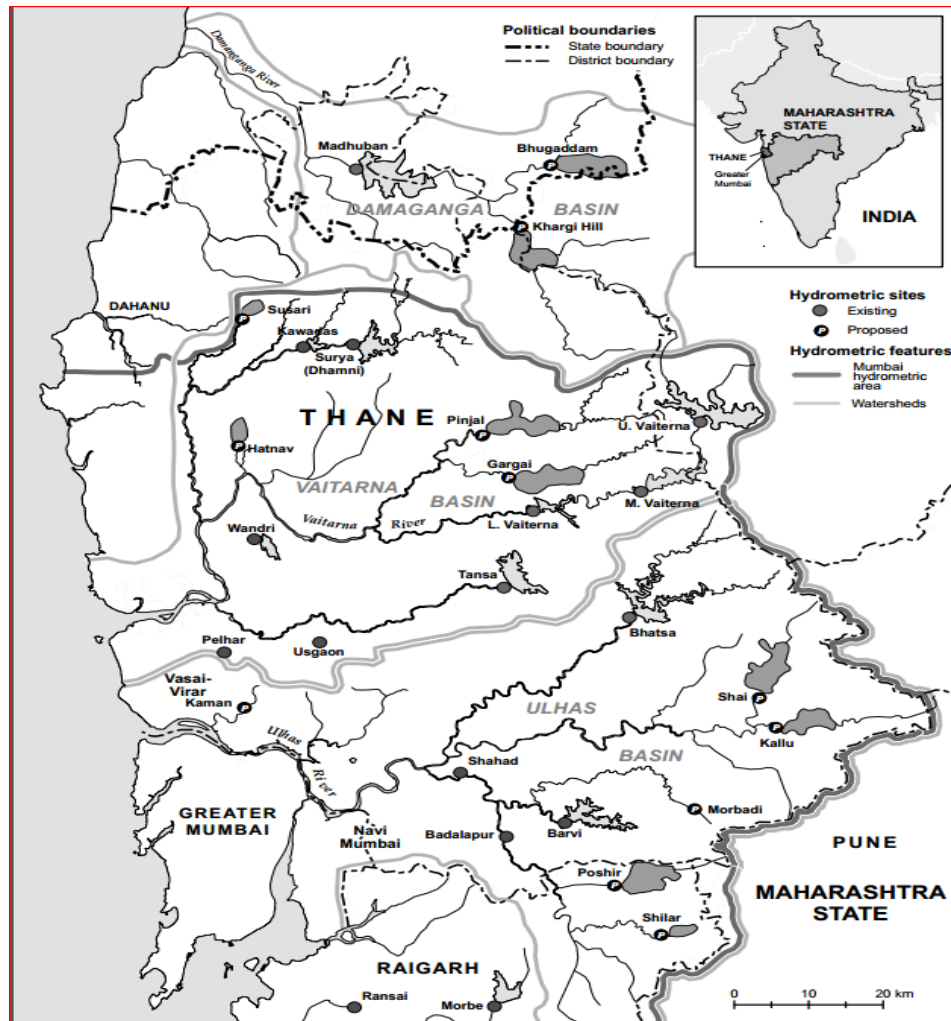 Political boundaries
State boundary
District boundary
Damanganga River
MAHARASHTRA
STATE
THANE
Greater
Mumbai
INDIA
Madhuban
Bhugaddam
DAMAGANGA
BASIN
Khargi Hill
Hydrometric sites
Existing
P Proposed
Hydrometric features
Mumbai
hydrometric
area
Watersheds
DAHANU
Susari
Kawadas
Surya
(Dhamni)
THANE
Pinjal
U. Vaiterna
Hatnav
Gargai
VAITARNA
BASIN
M. Vaiterna
Vaitarna
River
L. Vaiterna
Wandri
Tansa
Bhatsa
Pelhar
Usgaon
Vasai-
Virar
Kaman
Shai
ULHAS
Kallu
Ulhas
River
BASIN
Shahad
GREATER
MUMBAI
Navi
Mumbai
Badalapur
Barvi
Morbadi
PUNE
Poshir
MAHARASHTRA
STATE
Shilar
RAIGARH
Ransai
Morbe
0 10 20 km